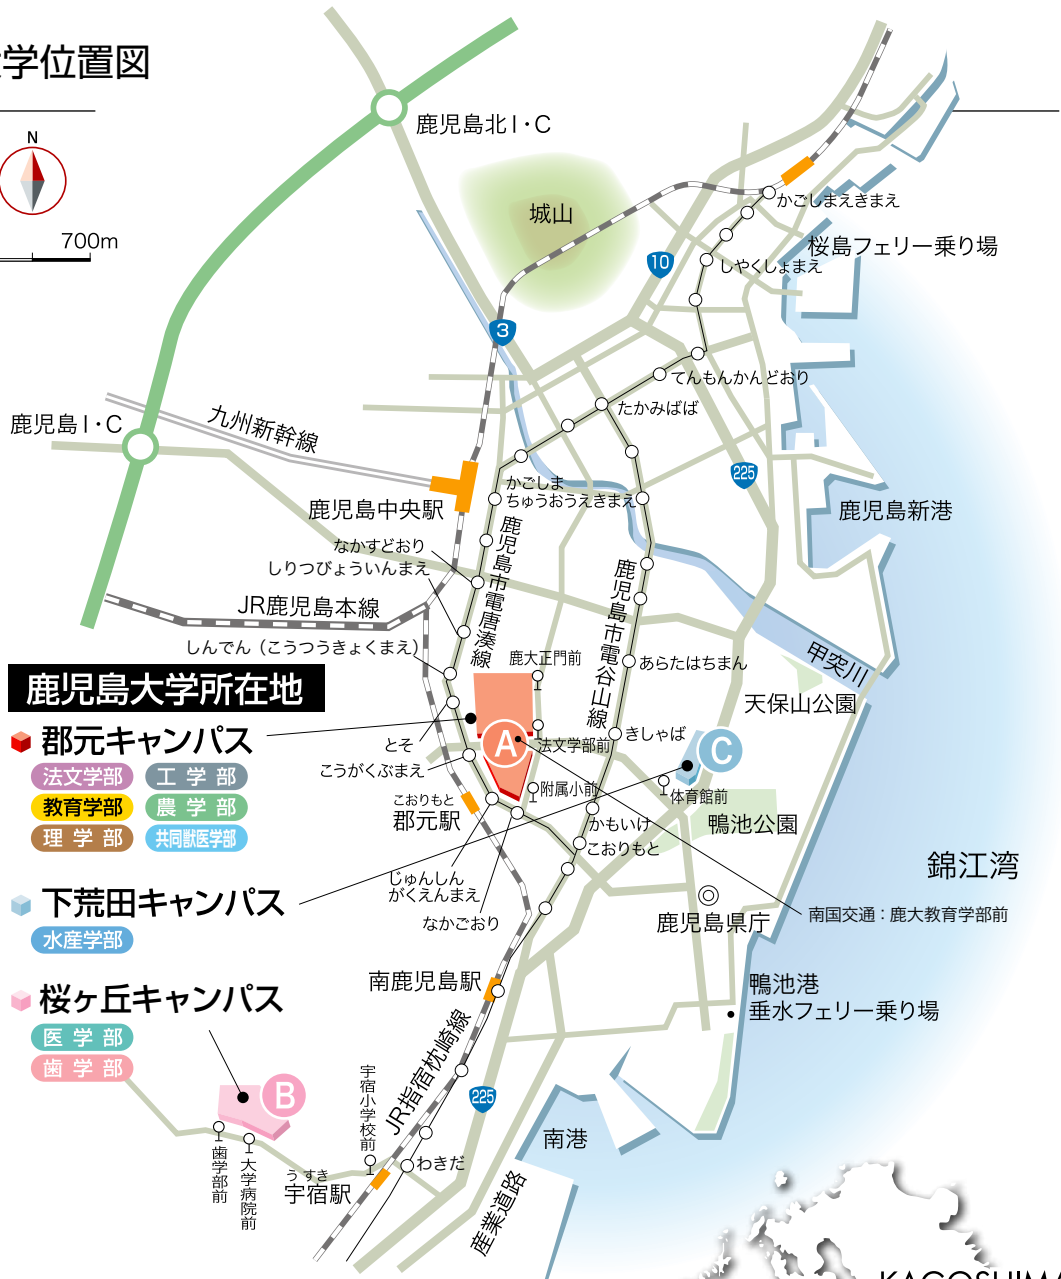 学位置図
N
700m
鹿児島北I・C
城山
かごしまえきまえ
桜島フェリー乗り場
10
しやくしょまえ
3
てんもんかんどおり
たかみばば
鹿児島I・C
九州新幹線
225
かごしま
ちゅうおうえきまえ
鹿児島中央駅
鹿児島新港
なかすどおり
しりつびょういんまえ
鹿児島市電唐湊線
鹿児島市電谷山線
JR鹿児島本線
しんでん（こうつうきょくまえ）
鹿大正門前
あらたはちまん
甲突川
天保山公園
鹿児島大学所在地
郡元キャンパス
法文学部
工学部
教育学部
農学部
理学部
共同獣医学部
とそ
A
法文学部前
きしゃば
C
こうがくぶまえ
附属小前
体育館前
こおりもと
郡元駅
かもいけ
鴨池公園
こおりもと
じゅんしん
がくえんまえ
なかごおり
錦江湾
下荒田キャンパス
水産学部
鹿児島県庁
南国交通：鹿大教育学部前
南鹿児島駅
鴨池港
垂水フェリー乗り場
桜ヶ丘キャンパス
医学部
歯学部
JR指宿枕崎線
B
225
宇宿小学校前
南港
歯学部前
大学病院前
わきだ
うすき
宇宿駅
産業道路